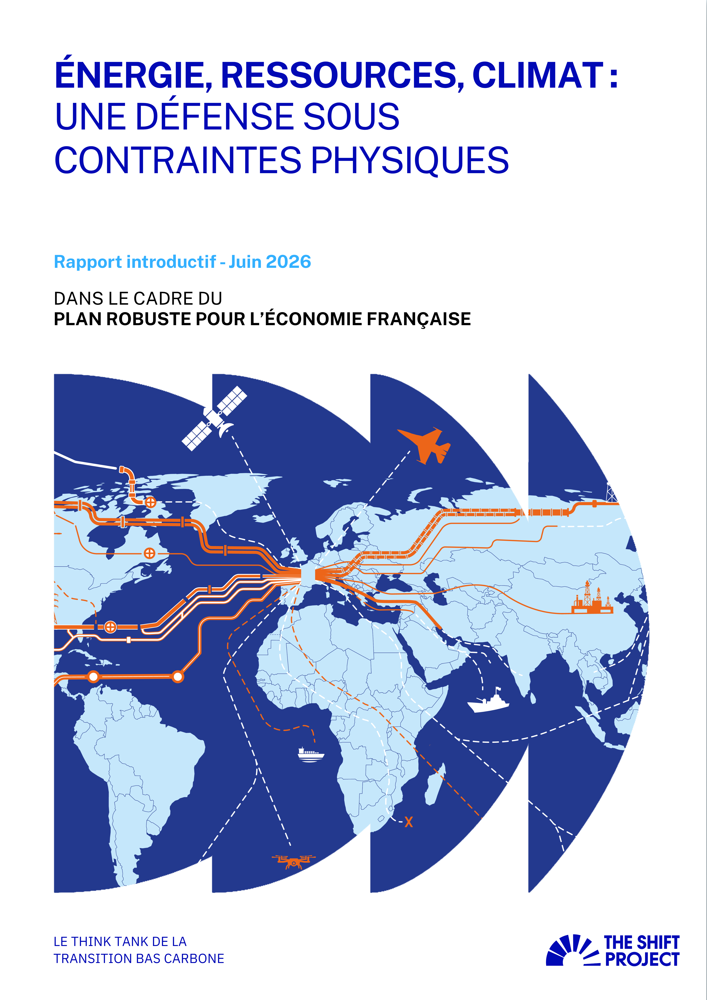 ÉNERGIE, RESSOURCES, CLIMAT :
UNE DÉFENSE SOUS
CONTRAINTES PHYSIQUES
Rapport introductif - Juin 2026
DANS LE CADRE DU
PLAN ROBUSTE POUR L’ÉCONOMIE FRANÇAISE
X
LE THINK TANK DE LA
TRANSITION BAS CARBONE
THE SHIFT
PROJECT